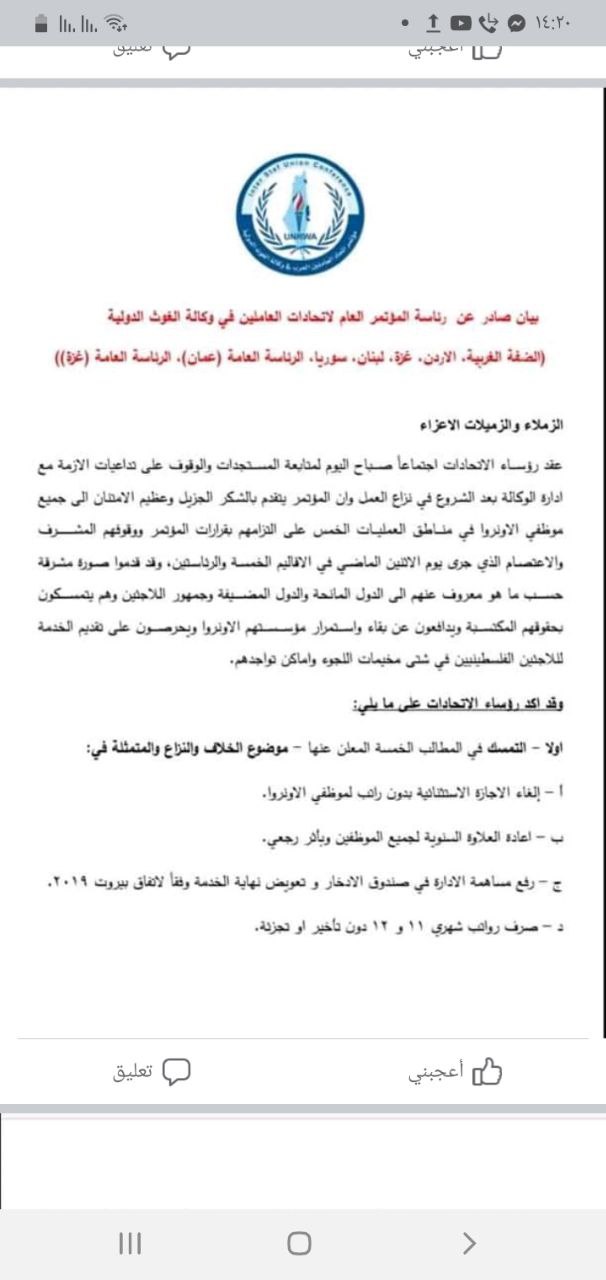 ١٤:٢٠
أعجبني
تعليق
Inter Staf Union Conference
UNRWA
بيان صادر عن رئاسة المؤتمر العام لاتحادات العاملين في وكالة الغوث الدولية
(الضفة الغربية، الاردن، غزة، لبنان، سوريا، الرئاسة العامة (عمان)، الرئاسة العامة (غزة))
الزملاء والزميلات الاعزاء
عقد رؤساء الاتحادات اجتماعاً صباح اليوم لمتابعة المستجدات والوقوف على تداعيات الازمة مع
ادارة الوكالة بعد الشروع في نزاع العمل وان المؤتمر يتقدم بالشكر الجزيل وعظيم الامتنان الى جميع
موظفي الاونروا في مناطق العمليات الخمس على التزامهم بقرارات المؤتمر ووقوفهم المشرف
والاعتصام الذي جرى يوم الاثنين الماضي في الاقاليم الخمسة والرئاستين، وقد قدموا صورة مشرقة
حسب ما هو معروف عنهم الى الدول المانحة والدول المضيفة وجمهور اللاجئين وهم يتمسكون
بحقوقهم المكتسبة ويدافعون عن بقاء واستمرار مؤسستهم الاونروا ويحرصون على تقديم الخدمة
للاجئين الفلسطينيين في شتى مخيمات اللجوء واماكن تواجدهم.
وقد اكد رؤساء الاتحادات على ما يلي:
اولا – التمسك في المطالب الخمسة المعلن عنها – موضوع الخلاف والنزاع والمتمثلة في:
أ – إلغاء الاجازة الاستثنائية بدون راتب لموظفي الاونروا.
ب – اعادة العلاوة السنوية لجميع الموظفين وبأثر رجعي.
ج – رفع مساهمة الادارة في صندوق الادخار و تعويض نهاية الخدمة وفقاً لاتفاق بيروت ٢٠١٩.
د – صرف رواتب شهري ١١ و ١٢ دون تأخير او تجزئة.
أعجبني
تعليق